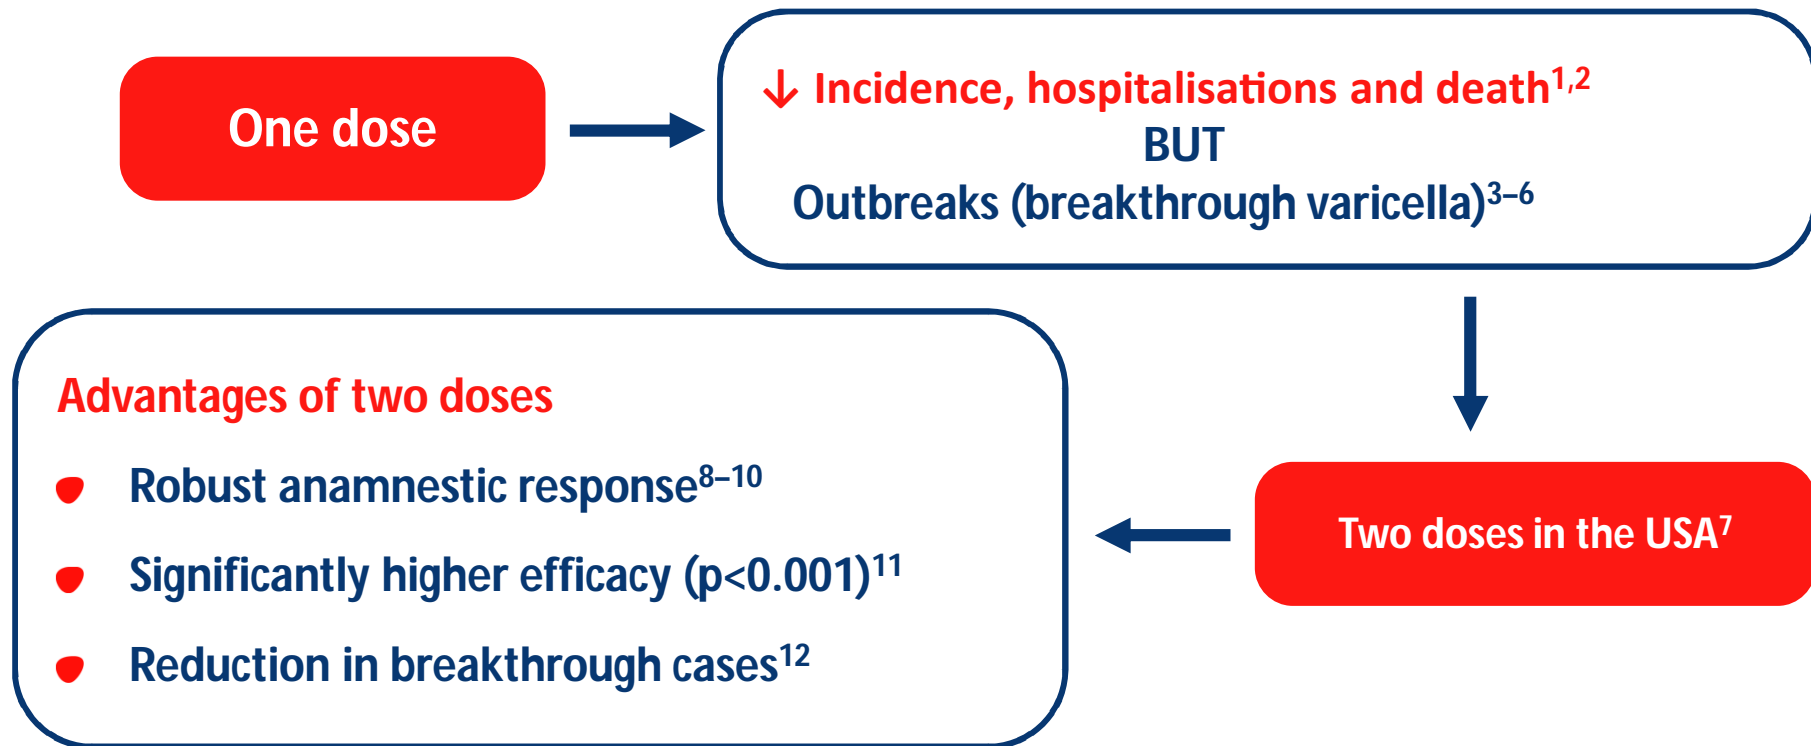 One dose
↓ Incidence, hospitalisations and death1,2
BUT
Outbreaks (breakthrough varicella)3–6
Two doses in the USA7
Advantages of two doses
Robust anamnestic response8–10
Significantly higher efficacy (p<0.001)11
Reduction in breakthrough cases12